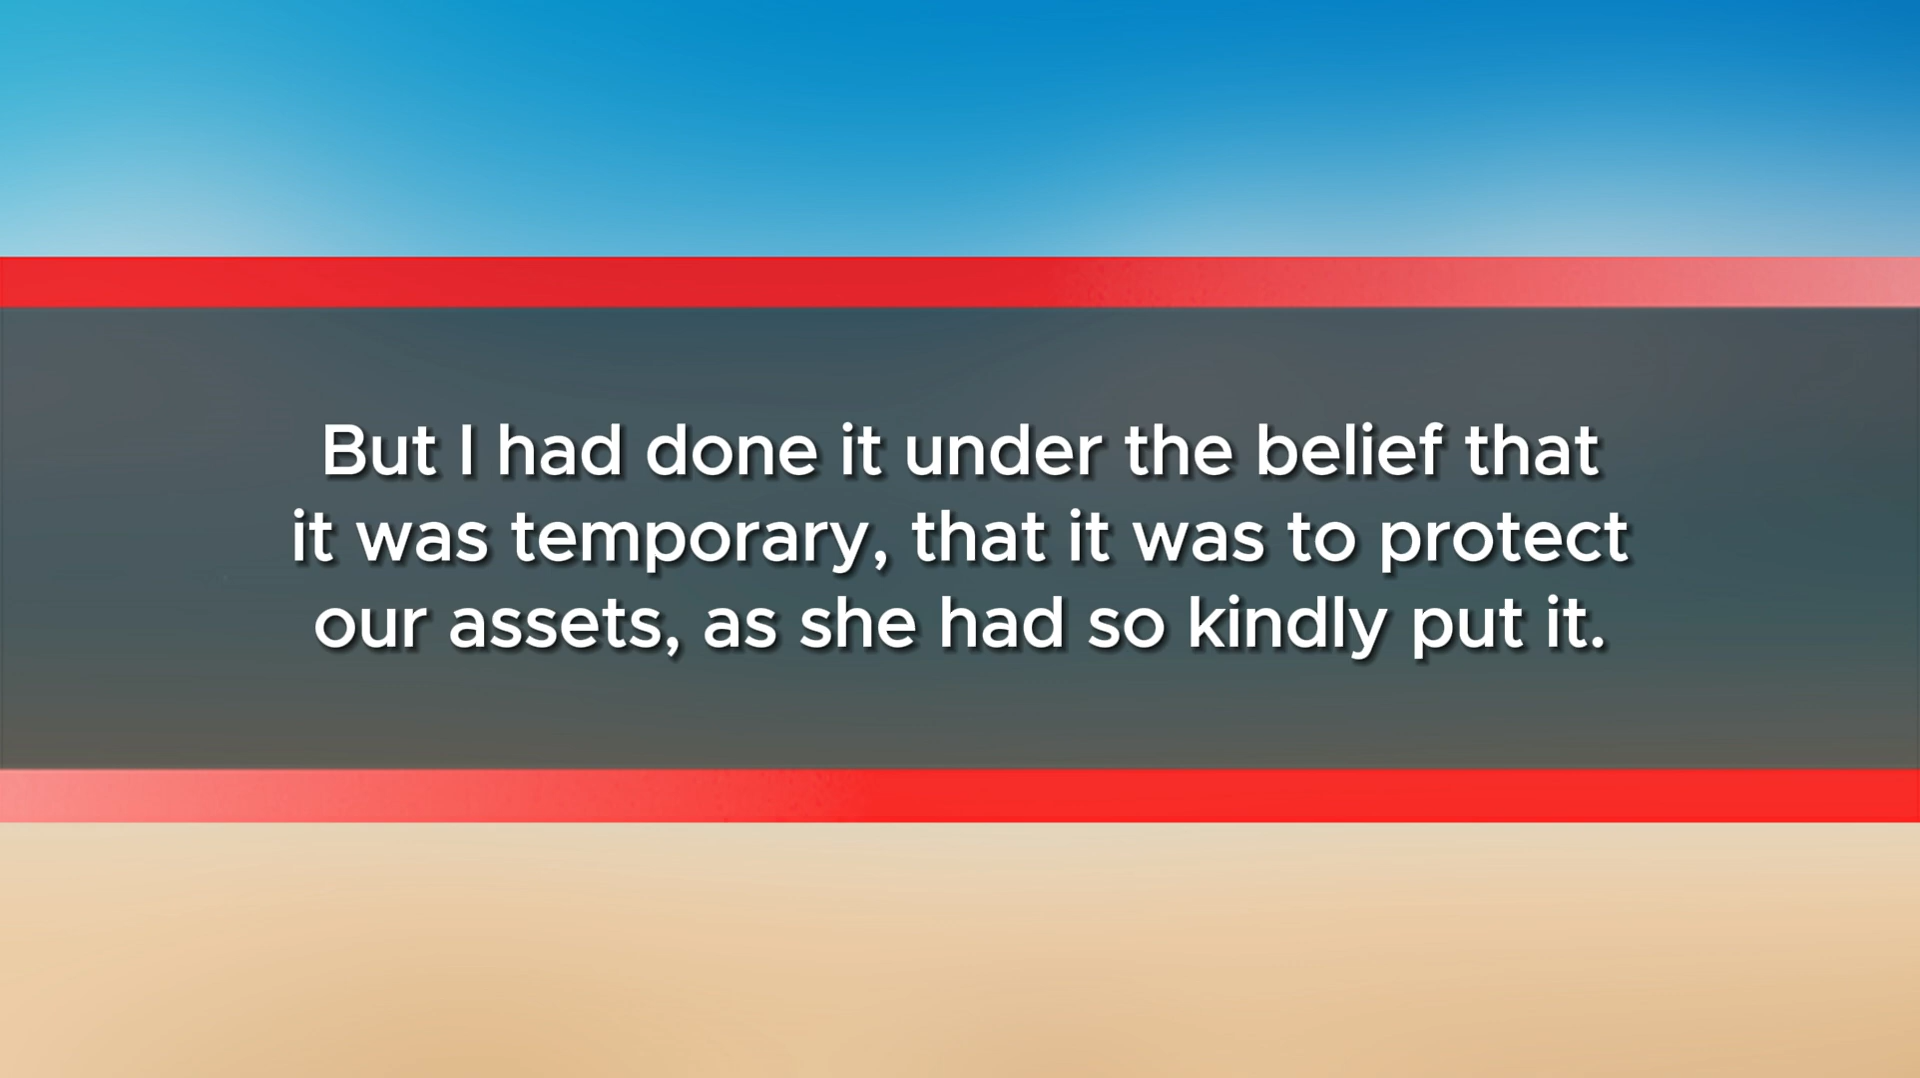 But I had done it under the belief that
it was temporary, that it was to protect
our assets, as she had so kindly put it.